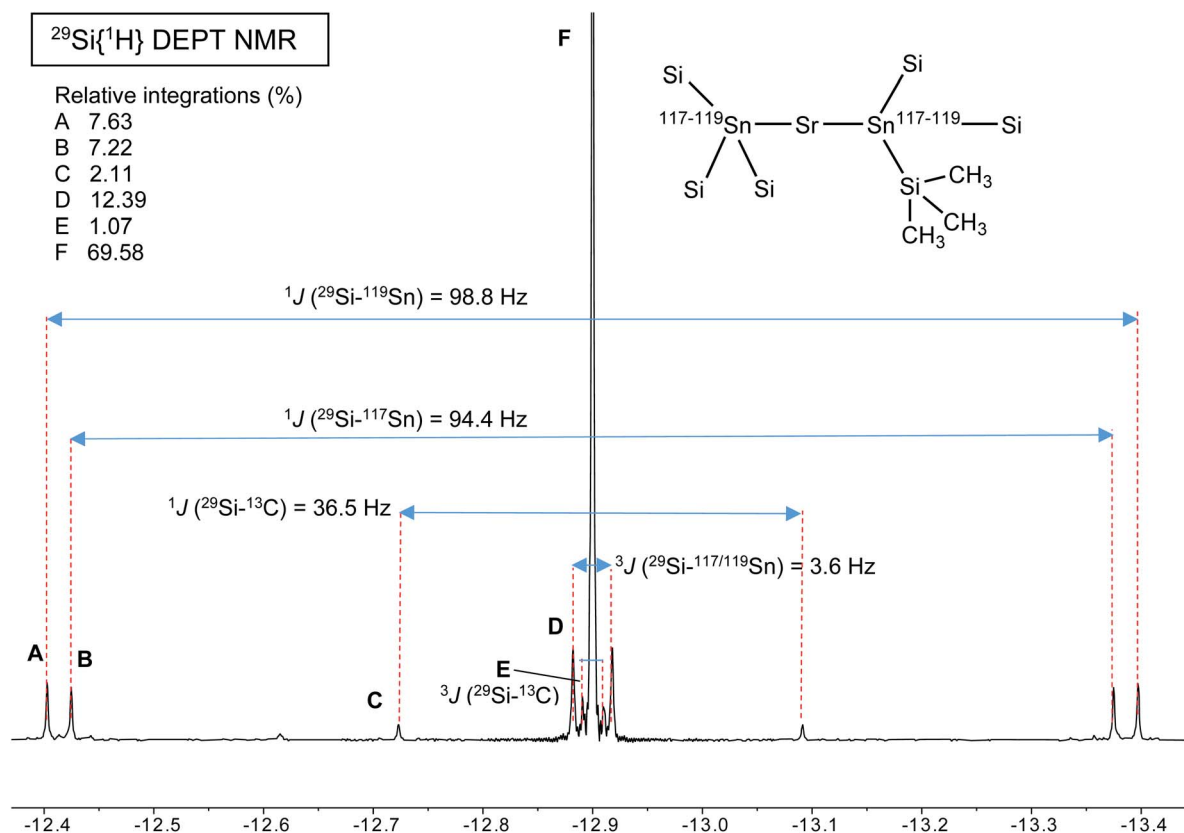 ²⁹Si{¹H} DEPT NMR
Relative integrations (%)
A 7.63
B 7.22
C 2.11
D 12.39
E 1.07
F 69.58
F
Si
Si
¹¹⁷⁻¹¹⁹Sn
Sr
Sn¹¹⁷⁻¹¹⁹
Si
Si
Si
Si
CH₃
CH₃
CH₃
¹J (²⁹Si-¹¹⁹Sn) = 98.8 Hz
¹J (²⁹Si-¹¹⁷Sn) = 94.4 Hz
¹J (²⁹Si-¹³C) = 36.5 Hz
³J (²⁹Si-¹¹⁷/¹¹⁹Sn) = 3.6 Hz
A
B
C
D
E
³J (²⁹Si-¹³C)
-12.4 -12.5 -12.6 -12.7 -12.8 -12.9 -13.0 -13.1 -13.2 -13.3 -13.4